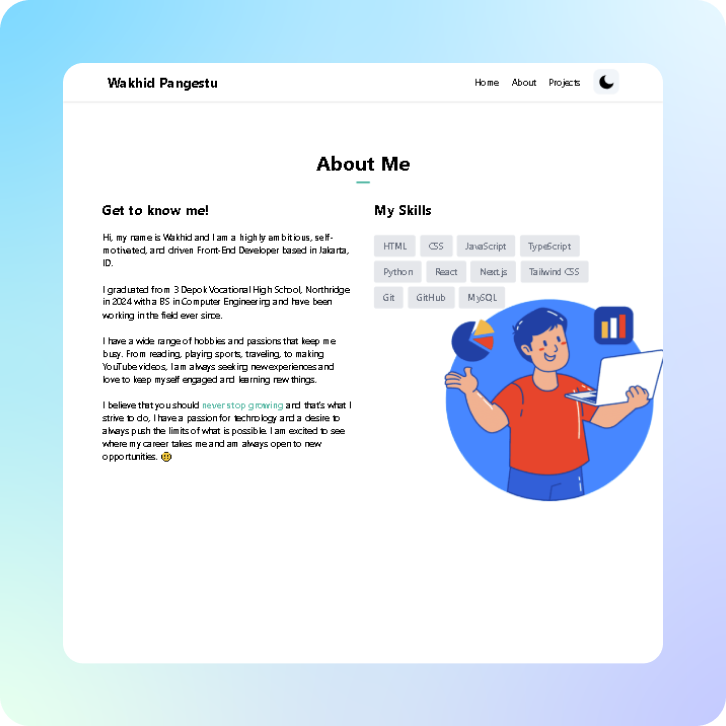 Wakhid Pangestu
Home About Projects
About Me
Get to know me!
Hi, my name is Wakhid and I am a highly ambitious, self-
motivated, and driven Front-End Developer based in Jakarta,
ID.
I graduated from 3 Depok Vocational High School, Northridge
in 2024 with a BS in Computer Engineering and have been
working in the field ever since.
I have a wide range of hobbies and passions that keep me
busy. From reading, playing sports, traveling, to making
YouTube videos, I am always seeking new experiences and
love to keep myself engaged and learning new things.
I believe that you should never stop growing and that's what I
strive to do, I have a passion for technology and a desire to
always push the limits of what is possible. I am excited to see
where my career takes me and am always open to new
opportunities. 🙂
My Skills
HTML CSS JavaScript TypeScript
Python React Next.js Tailwind CSS
Git GitHub MySQL